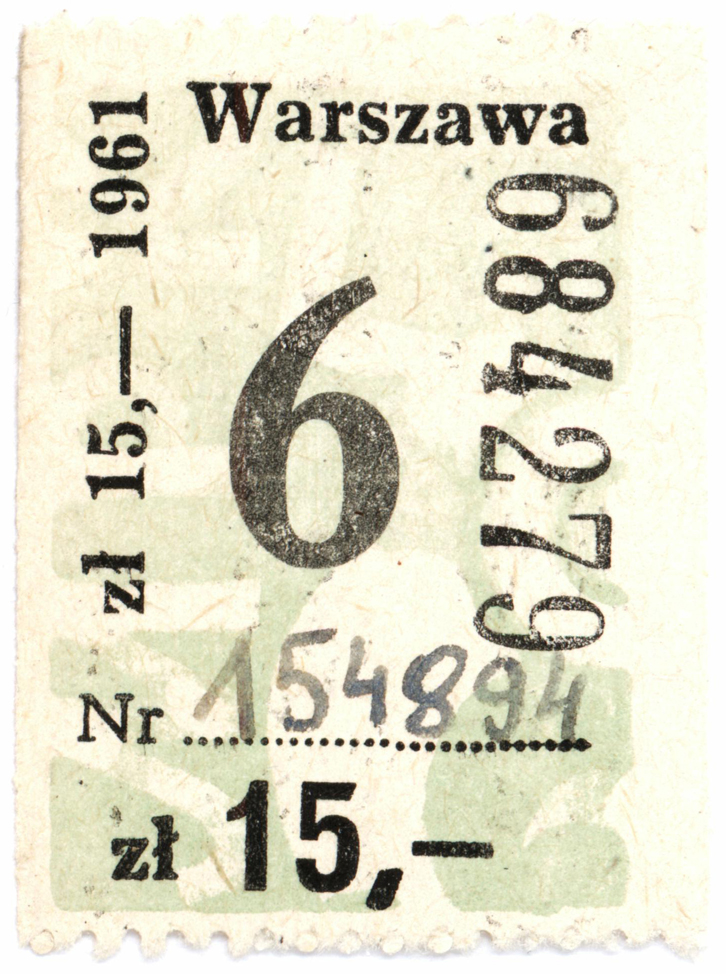 Warszawa
zł 15,— 1961
684279
6
Nr 154894
zł 15,—